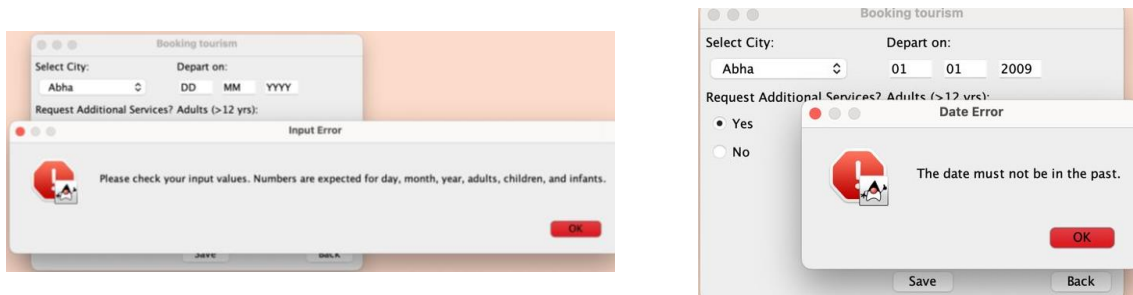 Booking tourism
Select City: Depart on:
Abha DD MM YYYY
Request Additional Services? Adults (>12 yrs):
Input Error
Please check your input values. Numbers are expected for day, month, year, adults, children, and infants.
OK
Save Back
Booking tourism
Select City: Depart on:
Abha 01 01 2009
Request Additional Services? Adults (>12 yrs):
Date Error
Yes
No
The date must not be in the past.
OK
Save Back